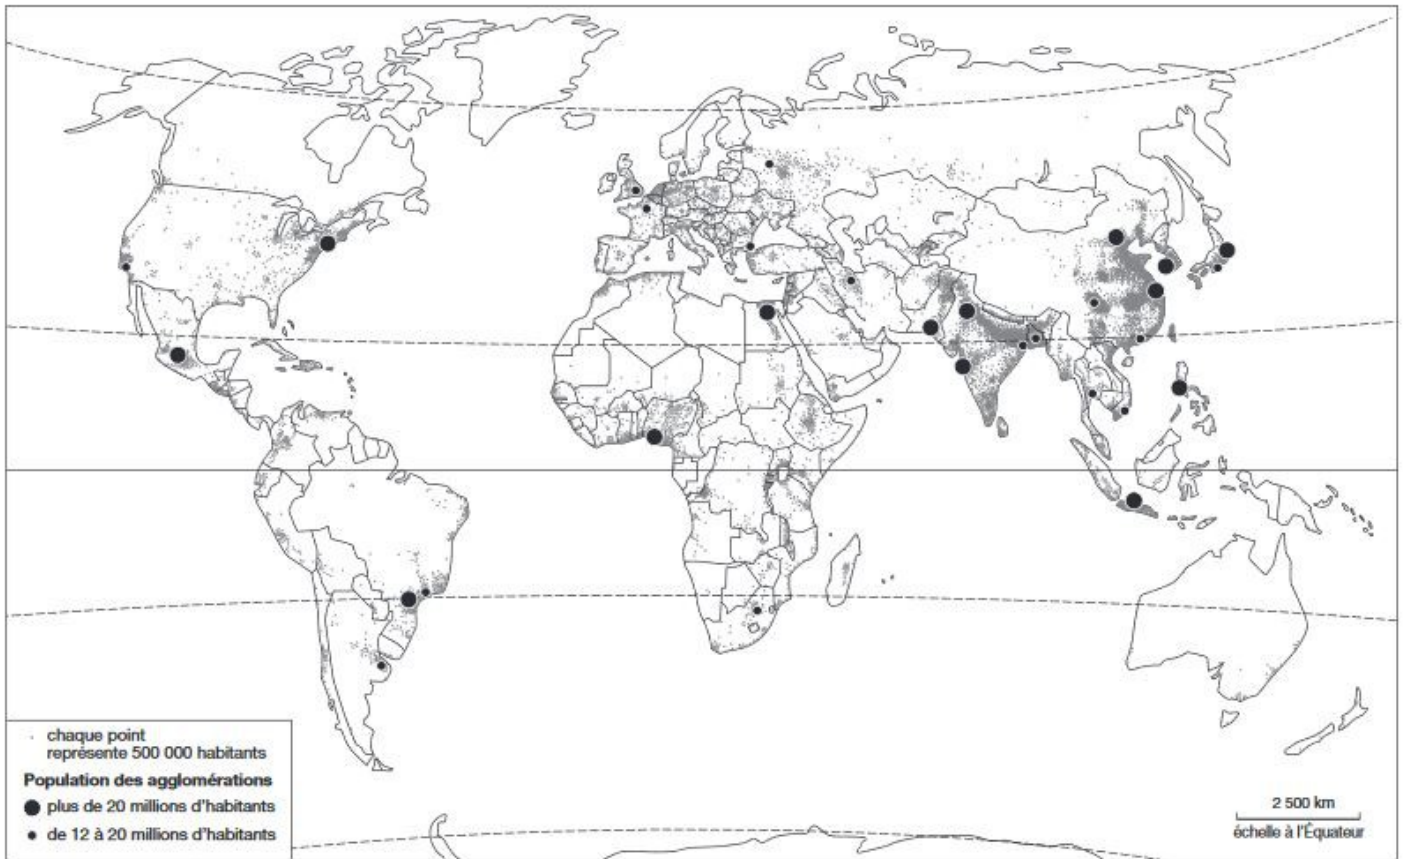 chaque point
représente 500 000 habitants
Population des agglomérations
plus de 20 millions d'habitants
de 12 à 20 millions d'habitants
2 500 km
échelle à l'Équateur